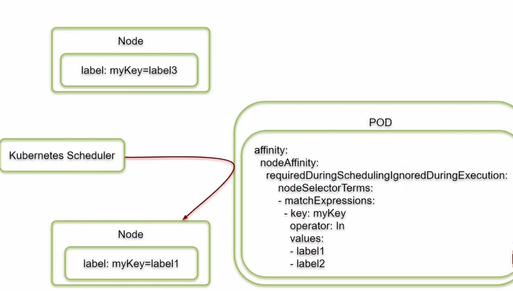 Node
label: myKey=label3
Kubernetes Scheduler
Node
label: myKey=label1
POD
affinity:
nodeAffinity:
requiredDuringSchedulingIgnoredDuringExecution:
nodeSelectorTerms:
- matchExpressions:
- key: myKey
operator: In
values:
- label1
- label2